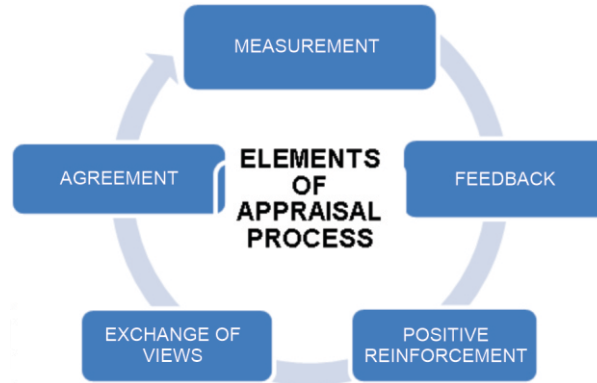 MEASUREMENT
ELEMENTS
OF
APPRAISAL
PROCESS
FEEDBACK
POSITIVE
REINFORCEMENT
EXCHANGE OF
VIEWS
AGREEMENT